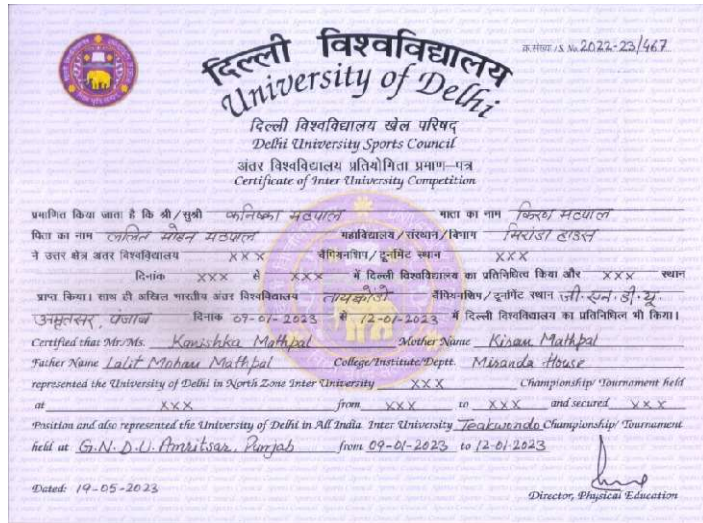 क्र.संख्या / S. No. 2022-23/467
दिल्ली विश्वविद्यालय
University of Delhi
दिल्ली विश्वविद्यालय खेल परिषद्
Delhi University Sports Council
अंतर विश्वविद्यालय प्रतियोगिता प्रमाण–पत्र
Certificate of Inter University Competition
प्रमाणित किया जाता है कि श्री/सुश्री कनिष्का मठपाल माता का नाम किरण मठपाल
पिता का नाम ललित मोहन मठपाल महाविद्यालय/संस्थान/विभाग मिरांडा हाउस
ने उत्तर क्षेत्र अंतर विश्वविद्यालय XXX चैंपियनशिप/टूर्नामेंट स्थान XXX
दिनांक XXX से XXX में दिल्ली विश्वविद्यालय का प्रतिनिधित्व किया और XXX स्थान
प्राप्त किया। साथ ही अखिल भारतीय अंतर विश्वविद्यालय तायक्वोंडो चैंपियनशिप/टूर्नामेंट स्थान जी.एन.डी.यू.
अमृतसर, पंजाब दिनांक 09-01-2023 से 12-01-2023 में दिल्ली विश्वविद्यालय का प्रतिनिधित्व भी किया।
Certified that Mr./Ms. Kanishka Mathpal Mother Name Kiran Mathpal
Father Name Lalit Mohan Mathpal College/Institute/Deptt. Miranda House
represented the University of Delhi in North Zone Inter University XXX Championship/Tournament held
at XXX from XXX to XXX and secured XXX
Position and also represented the University of Delhi in All India Inter University Teakwondo Championship/Tournament
held at G.N.D.U. Amritsar, Punjab from 09-01-2023 to 12-01-2023
Dated: 19-05-2023
Director, Physical Education